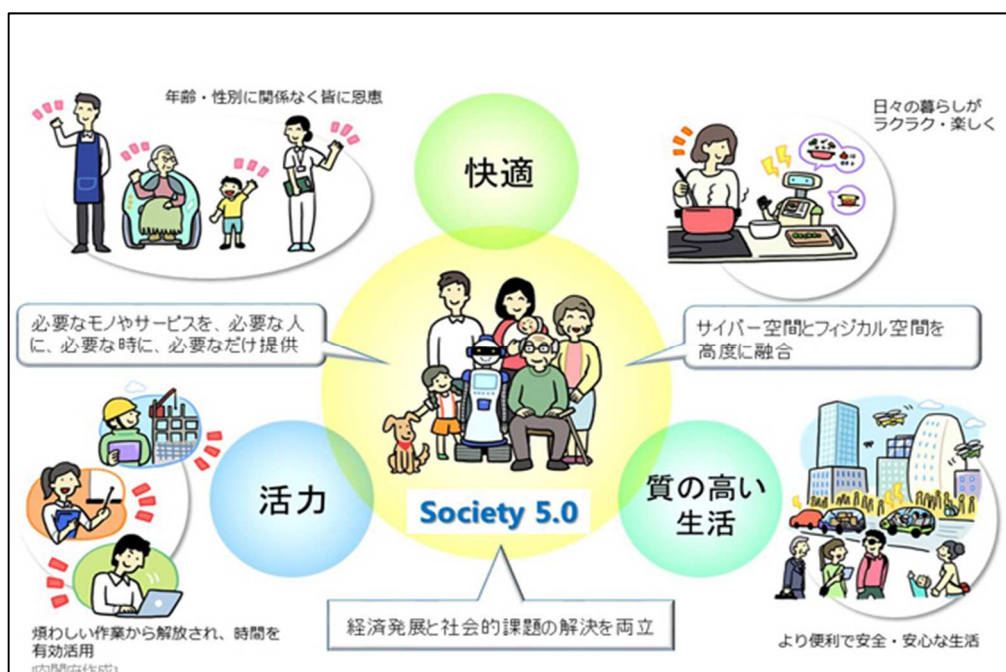 年齢・性別に関係なく皆に恩恵
快適
日々の暮らしが
ラクラク・楽しく
必要なモノやサービスを、必要な人
に、必要な時に、必要なだけ提供
サイバー空間とフィジカル空間を
高度に融合
活力
Society 5.0
質の高い
生活
経済発展と社会的課題の解決を両立
煩わしい作業から解放され、時間を
有効活用
[内閣府作成]
より便利で安全・安心な生活